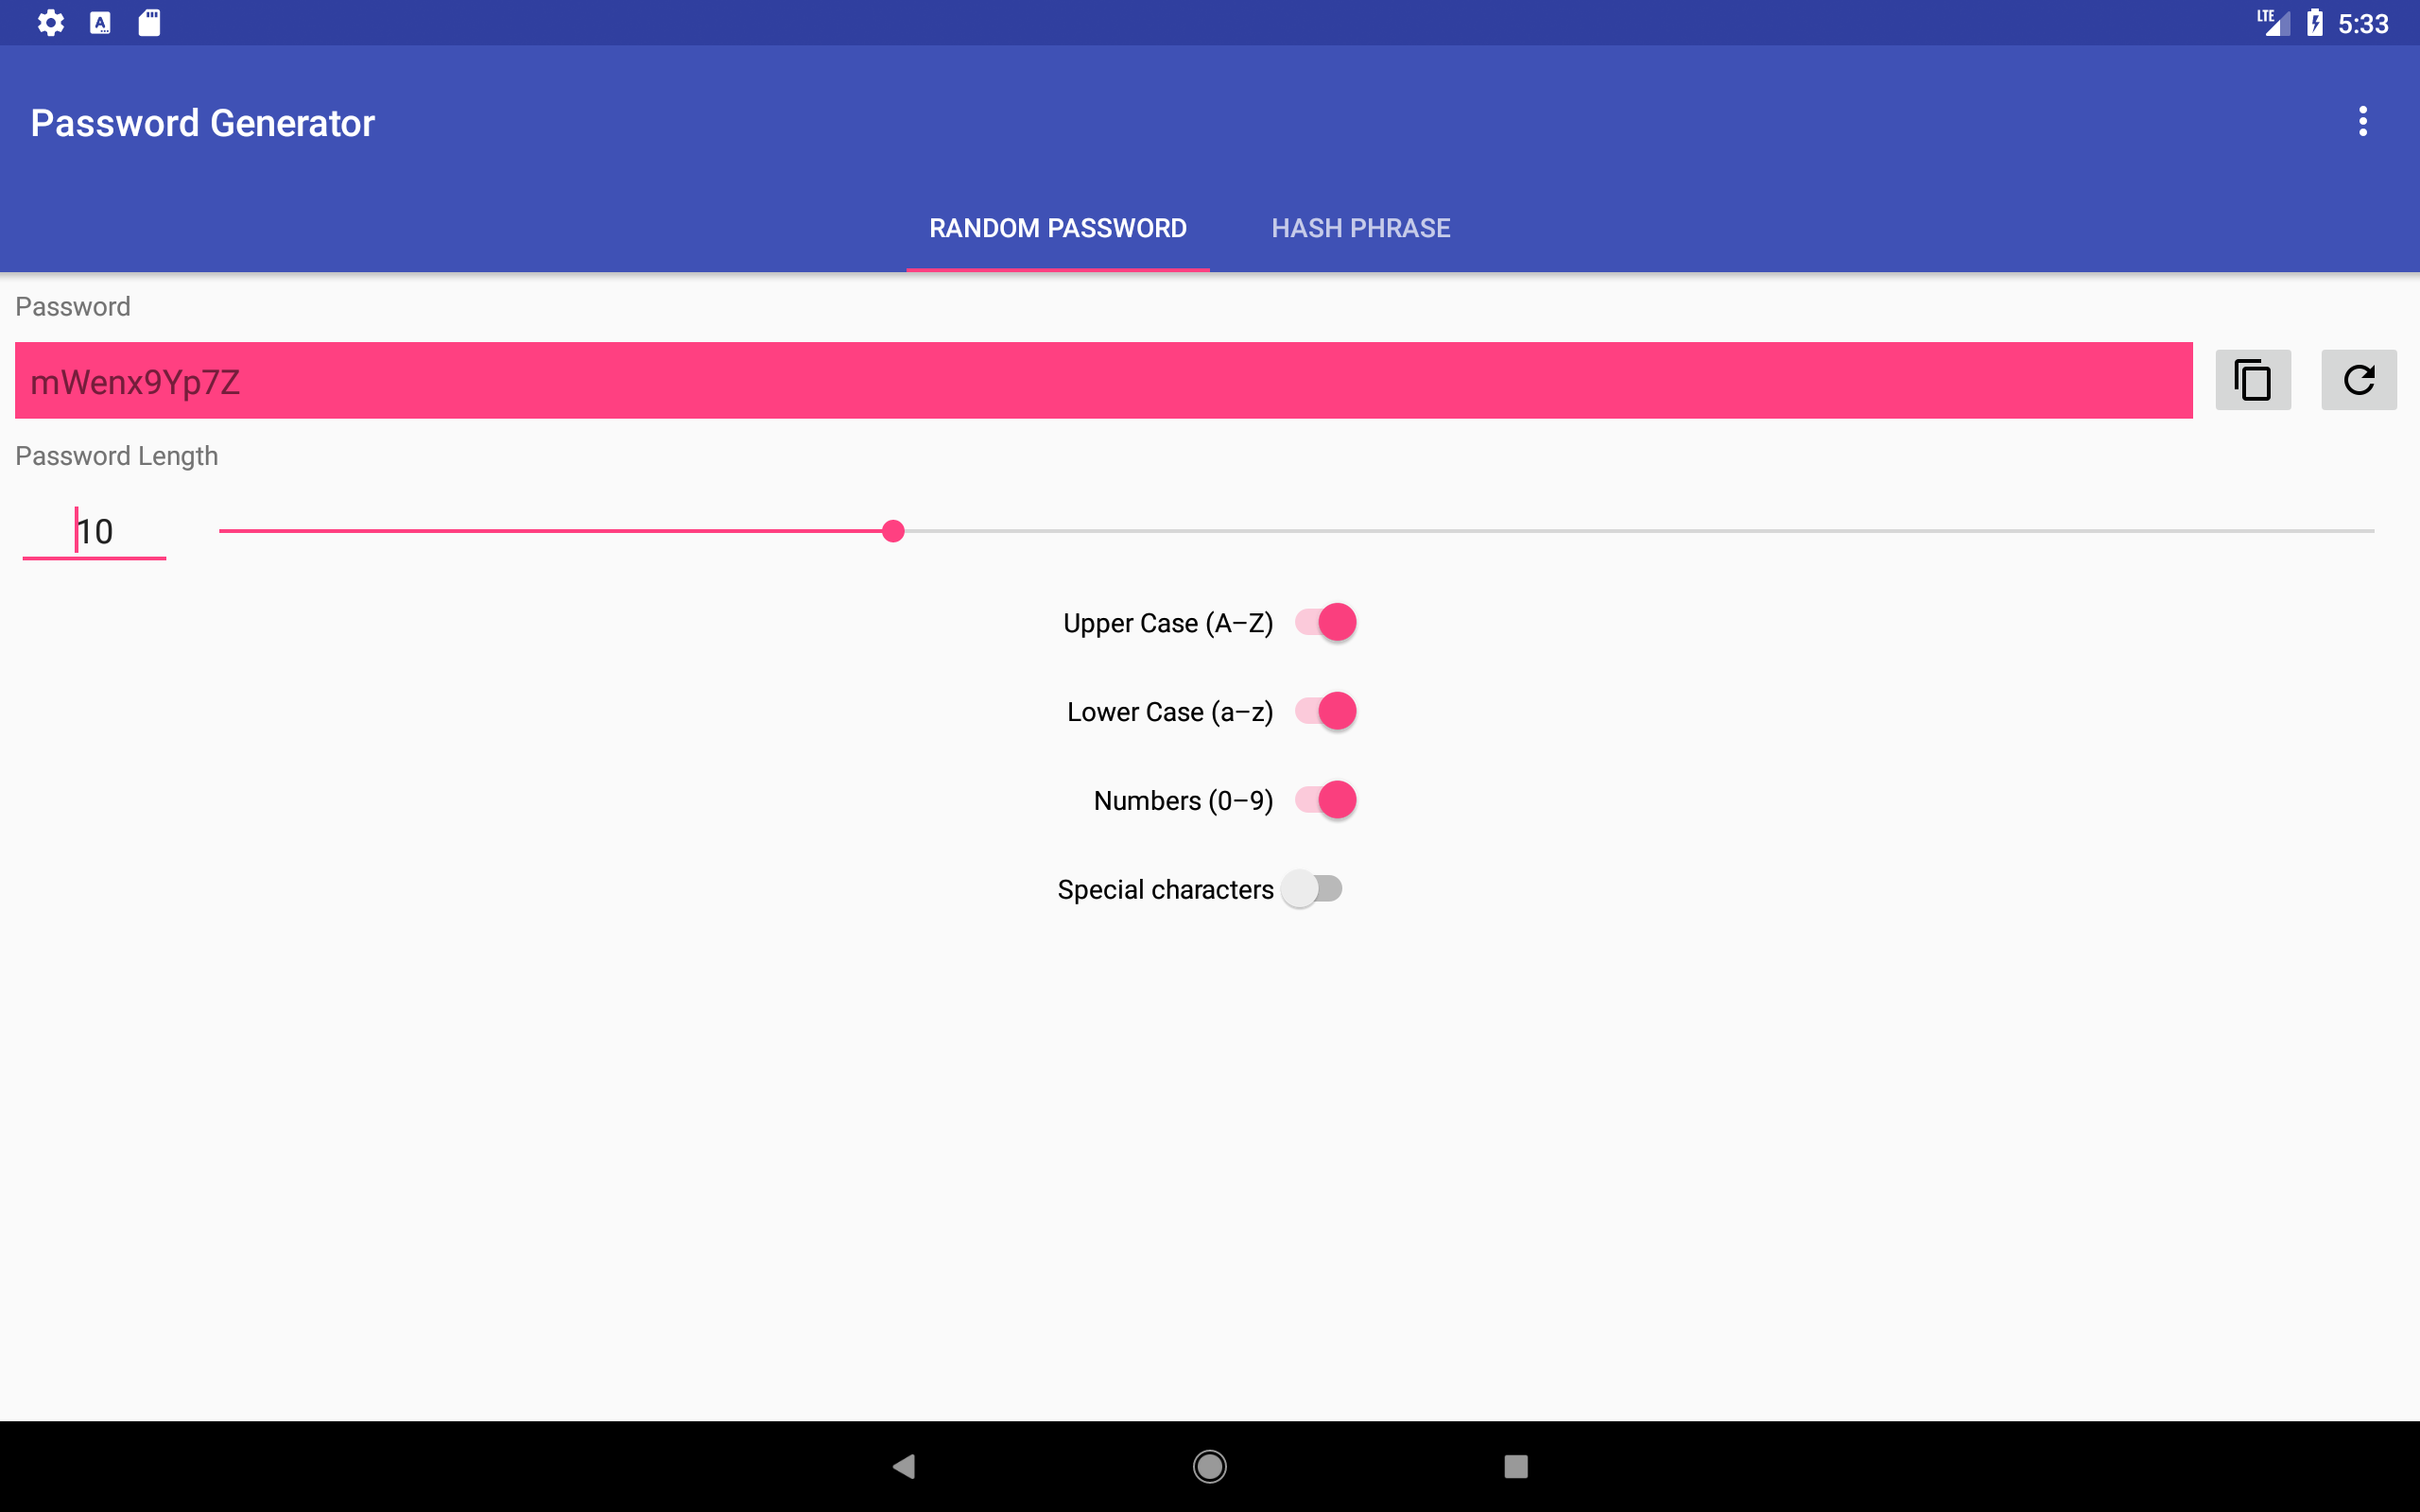 LTE 5:33
Password Generator
RANDOM PASSWORD HASH PHRASE
Password
mWenx9Yp7Z
Password Length
10
Upper Case (A–Z)
Lower Case (a–z)
Numbers (0–9)
Special characters